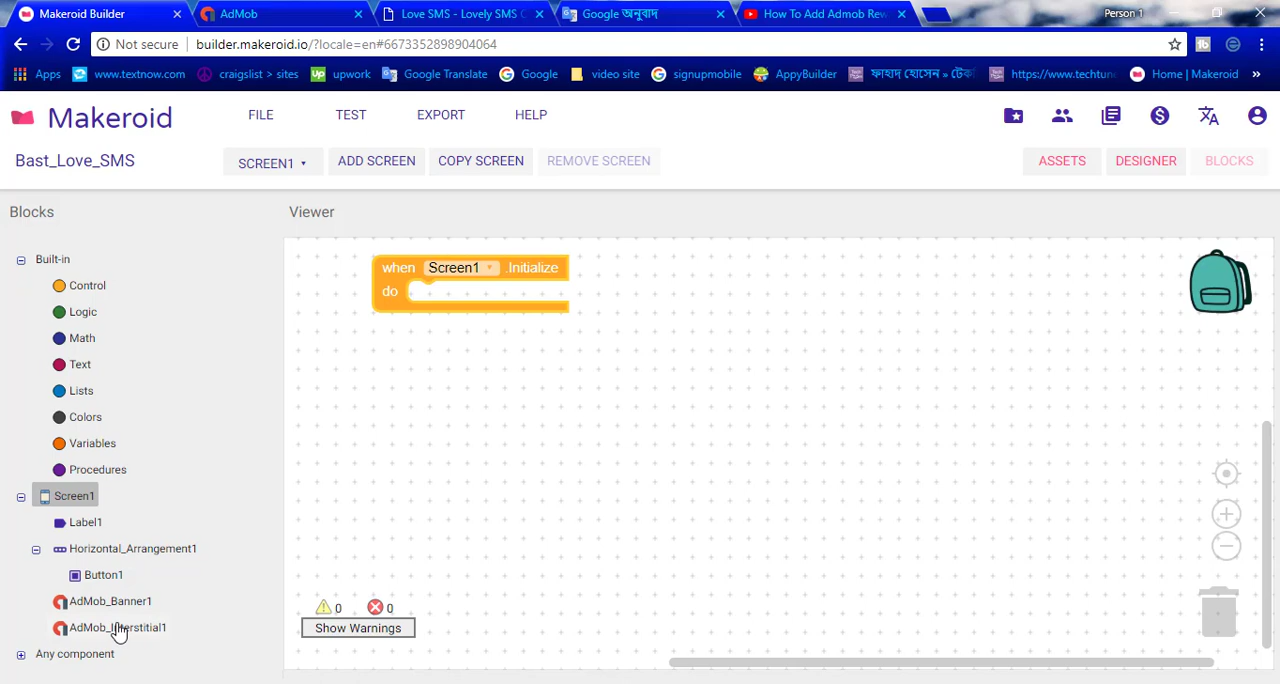 Makeroid Builder
AdMob
Love SMS - Lovely SMS C
Google অনুবাদ
How To Add Admob Rew
Person 1
Not secure
builder.makeroid.io/?locale=en#6673352898904064
Apps
www.textnow.com
craigslist > sites
upwork
Google Translate
Google
video site
signupmobile
AppyBuilder
ফাহাদ হোসেন » টেক
https://www.techtun
Home | Makeroid
»
Makeroid
FILE
TEST
EXPORT
HELP
Bast_Love_SMS
SCREEN1
ADD SCREEN
COPY SCREEN
REMOVE SCREEN
ASSETS
DESIGNER
BLOCKS
Blocks
Viewer
Built-in
Control
Logic
Math
Text
Lists
Colors
Variables
Procedures
Screen1
Label1
Horizontal_Arrangement1
Button1
AdMob_Banner1
AdMob_Interstitial1
Any component
when Screen1 .Initialize
do
0
0
Show Warnings